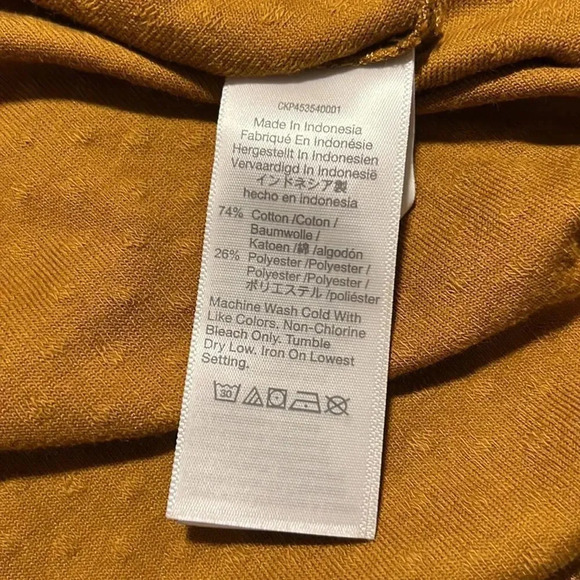 CKP453540001
Made In Indonesia
Fabriqué En Indonésie
Hergestellt In Indonesien
Vervaardigd In Indonesië
インドネシア製
hecho en indonesia
74% Cotton /Coton /
Baumwolle /
Katoen /綿 /algodón
26% Polyester /Polyester /
Polyester /Polyester /
ポリエステル /poliéster
Machine Wash Cold With
Like Colors. Non-Chlorine
Bleach Only. Tumble
Dry Low. Iron On Lowest
Setting.
30